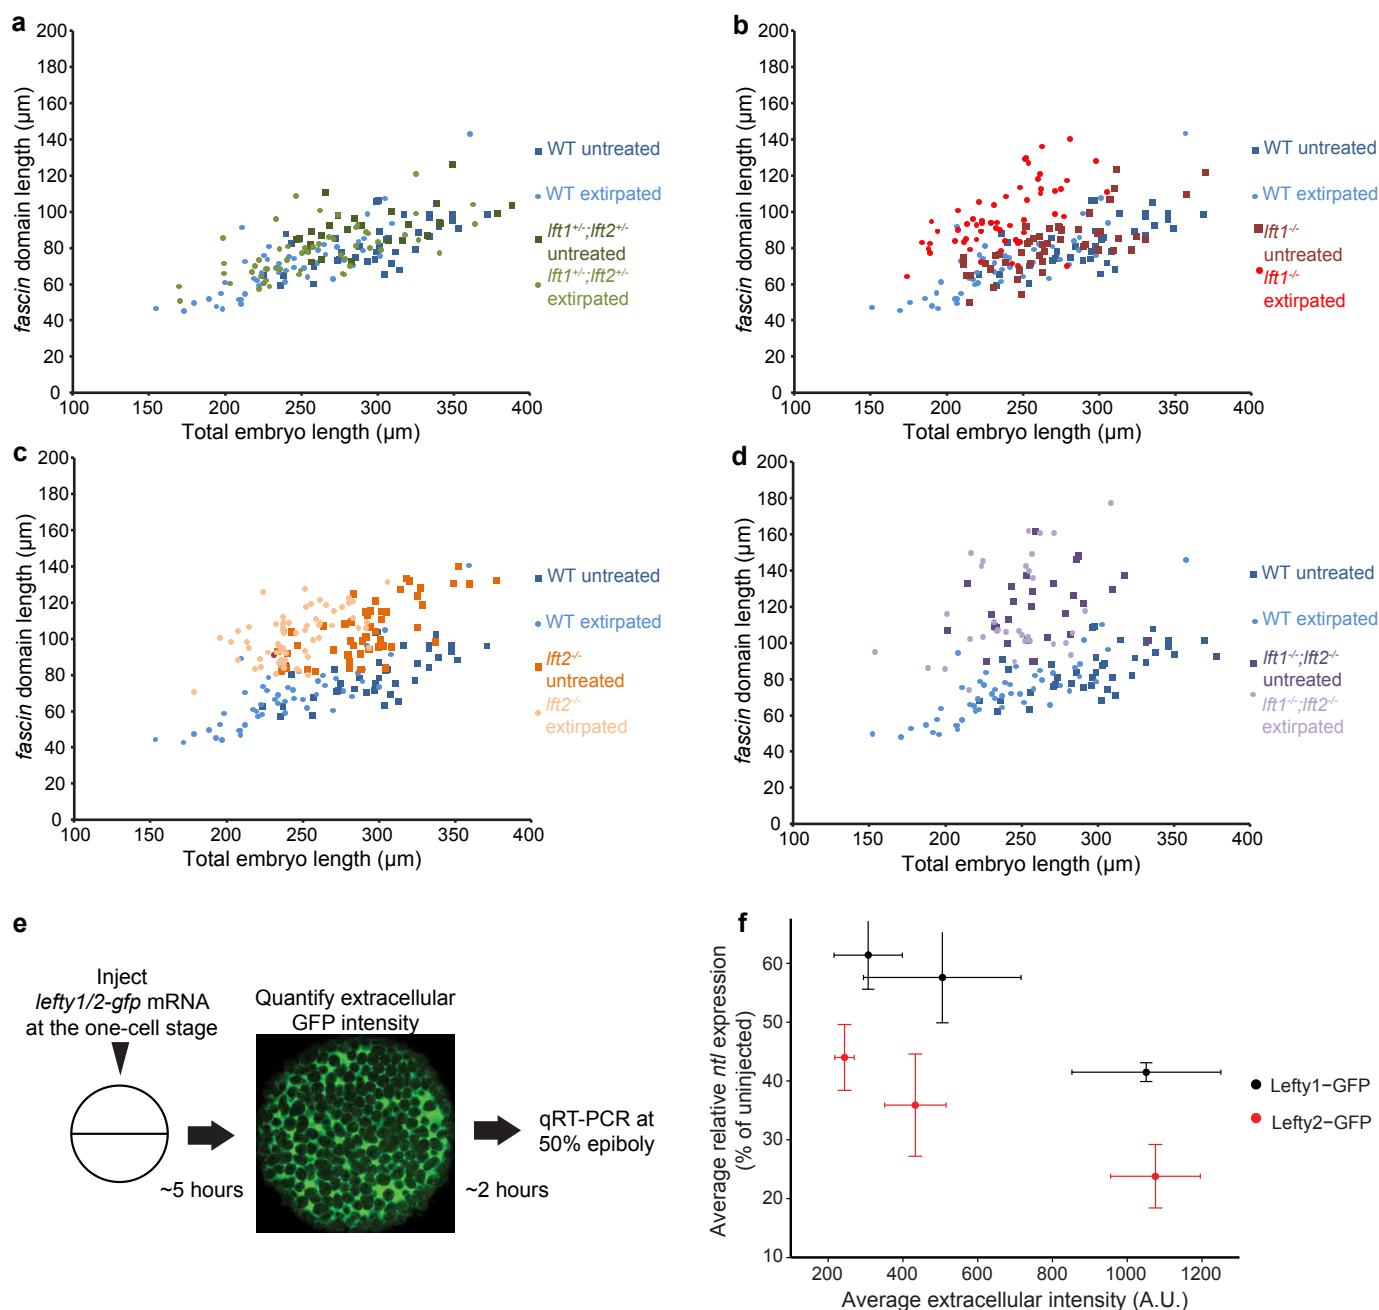 a
200
180
160
140
120
100
80
60
40
20
0
fascin domain length (µm)
100 150 200 250 300 350 400
Total embryo length (µm)
WT untreated
WT extirpated
lft1+/-;lft2+/-
untreated
lft1+/-;lft2+/-
extirpated
b
200
180
160
140
120
100
80
60
40
20
0
fascin domain length (µm)
100 150 200 250 300 350 400
Total embryo length (µm)
WT untreated
WT extirpated
lft1-/-
untreated
lft1-/-
extirpated
c
200
180
160
140
120
100
80
60
40
20
0
fascin domain length (µm)
100 150 200 250 300 350 400
Total embryo length (µm)
WT untreated
WT extirpated
lft2-/-
untreated
lft2-/-
extirpated
d
200
180
160
140
120
100
80
60
40
20
0
fascin domain length (µm)
100 150 200 250 300 350 400
Total embryo length (µm)
WT untreated
WT extirpated
lft1-/-;lft2-/-
untreated
lft1-/-;lft2-/-
extirpated
e
Inject
lefty1/2-gfp mRNA
at the one-cell stage
~5 hours
Quantify extracellular
GFP intensity
~2 hours
qRT-PCR at
50% epiboly
f
60
50
40
30
20
10
Average relative ntl expression
(% of uninjected)
200 400 600 800 1000 1200
Average extracellular intensity (A.U.)
Lefty1−GFP
Lefty2−GFP